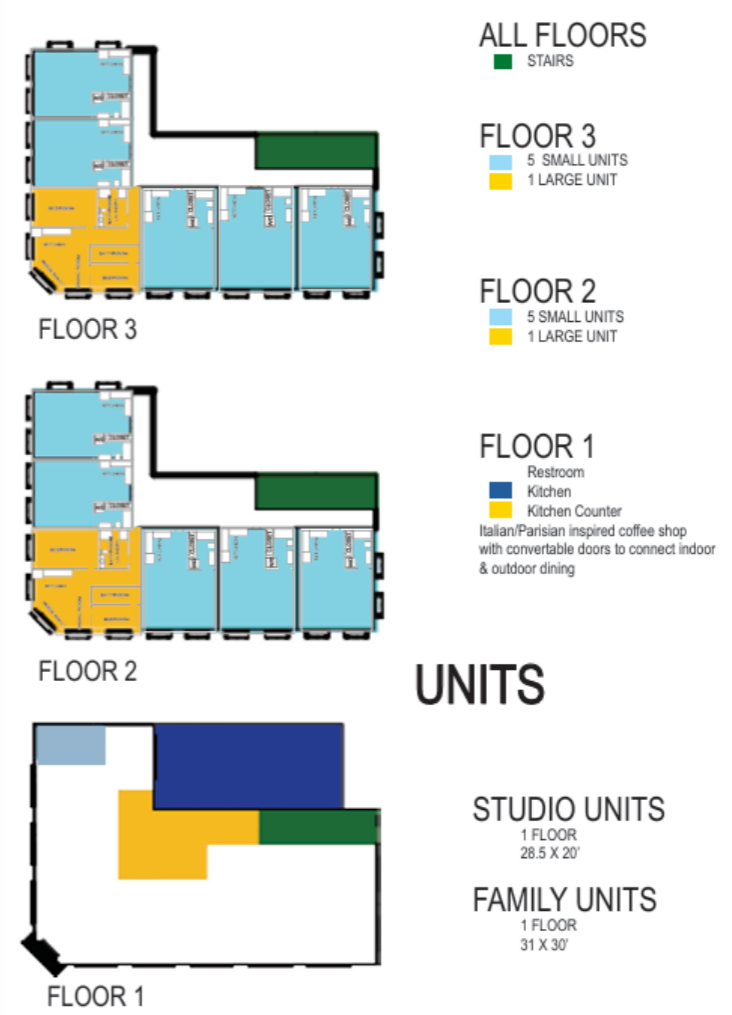 ALL FLOORS
STAIRS
FLOOR 3
5 SMALL UNITS
1 LARGE UNIT
FLOOR 3
FLOOR 2
5 SMALL UNITS
1 LARGE UNIT
FLOOR 2
FLOOR 1
Restroom
Kitchen
Kitchen Counter
Italian/Parisian inspired coffee shop
with convertable doors to connect indoor
& outdoor dining
UNITS
STUDIO UNITS
1 FLOOR
28.5 X 20'
FAMILY UNITS
1 FLOOR
31 X 30'
FLOOR 1